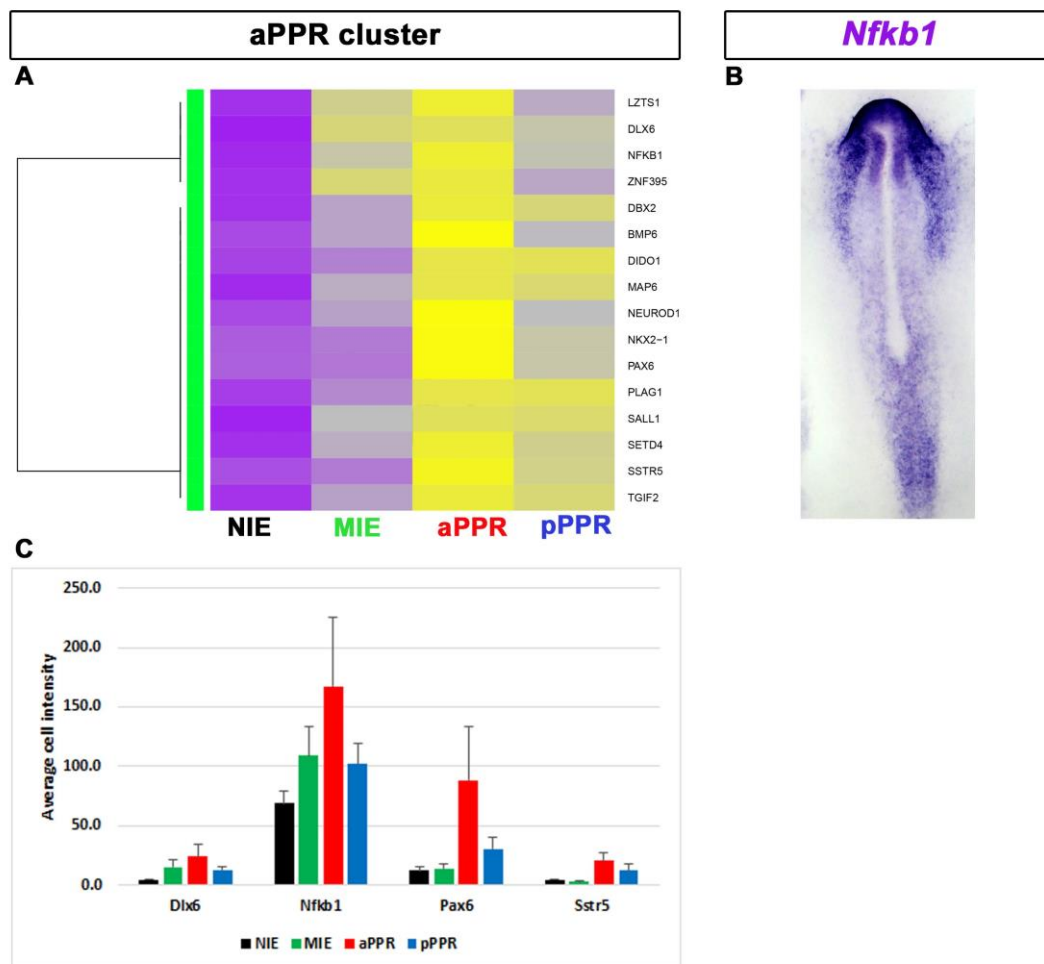 aPPR cluster
Nfkb1
A
B
LZTS1
DLX6
NFKB1
ZNF395
DBX2
BMP6
DIDO1
MAP6
NEUROD1
NKX2−1
PAX6
PLAG1
SALL1
SETD4
SSTR5
TGIF2
NIE MIE aPPR pPPR
C
250.0
200.0
150.0
100.0
50.0
0.0
Average cell intensity
Dlx6 Nfkb1 Pax6 Sstr5
NIE MIE aPPR pPPR